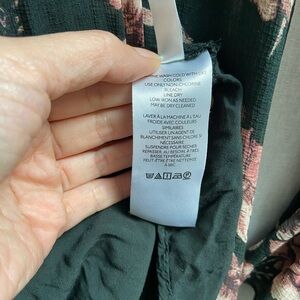 MACHINE WASH COLD WITH LIKE
COLORS
USE ONLY NON-CHLORINE
BLEACH
LINE DRY
LOW IRON AS NEEDED
MAY BE DRYCLEANED
LAVER À LA MACHINE À L'EAU
FROIDE AVEC COULEURS
SIMILAIRES
UTILISER UN AGENT DE
BLANCHIMENT SANS CHLORE SI
NÉCESSAIRE
SUSPENDRE POUR SÉCHER
REPASSER, AU BESOIN, À TRÈS
BASSE TEMPÉRATURE
PEUT-ÊTRE ÊTRE NETTOYÉ
À SEC